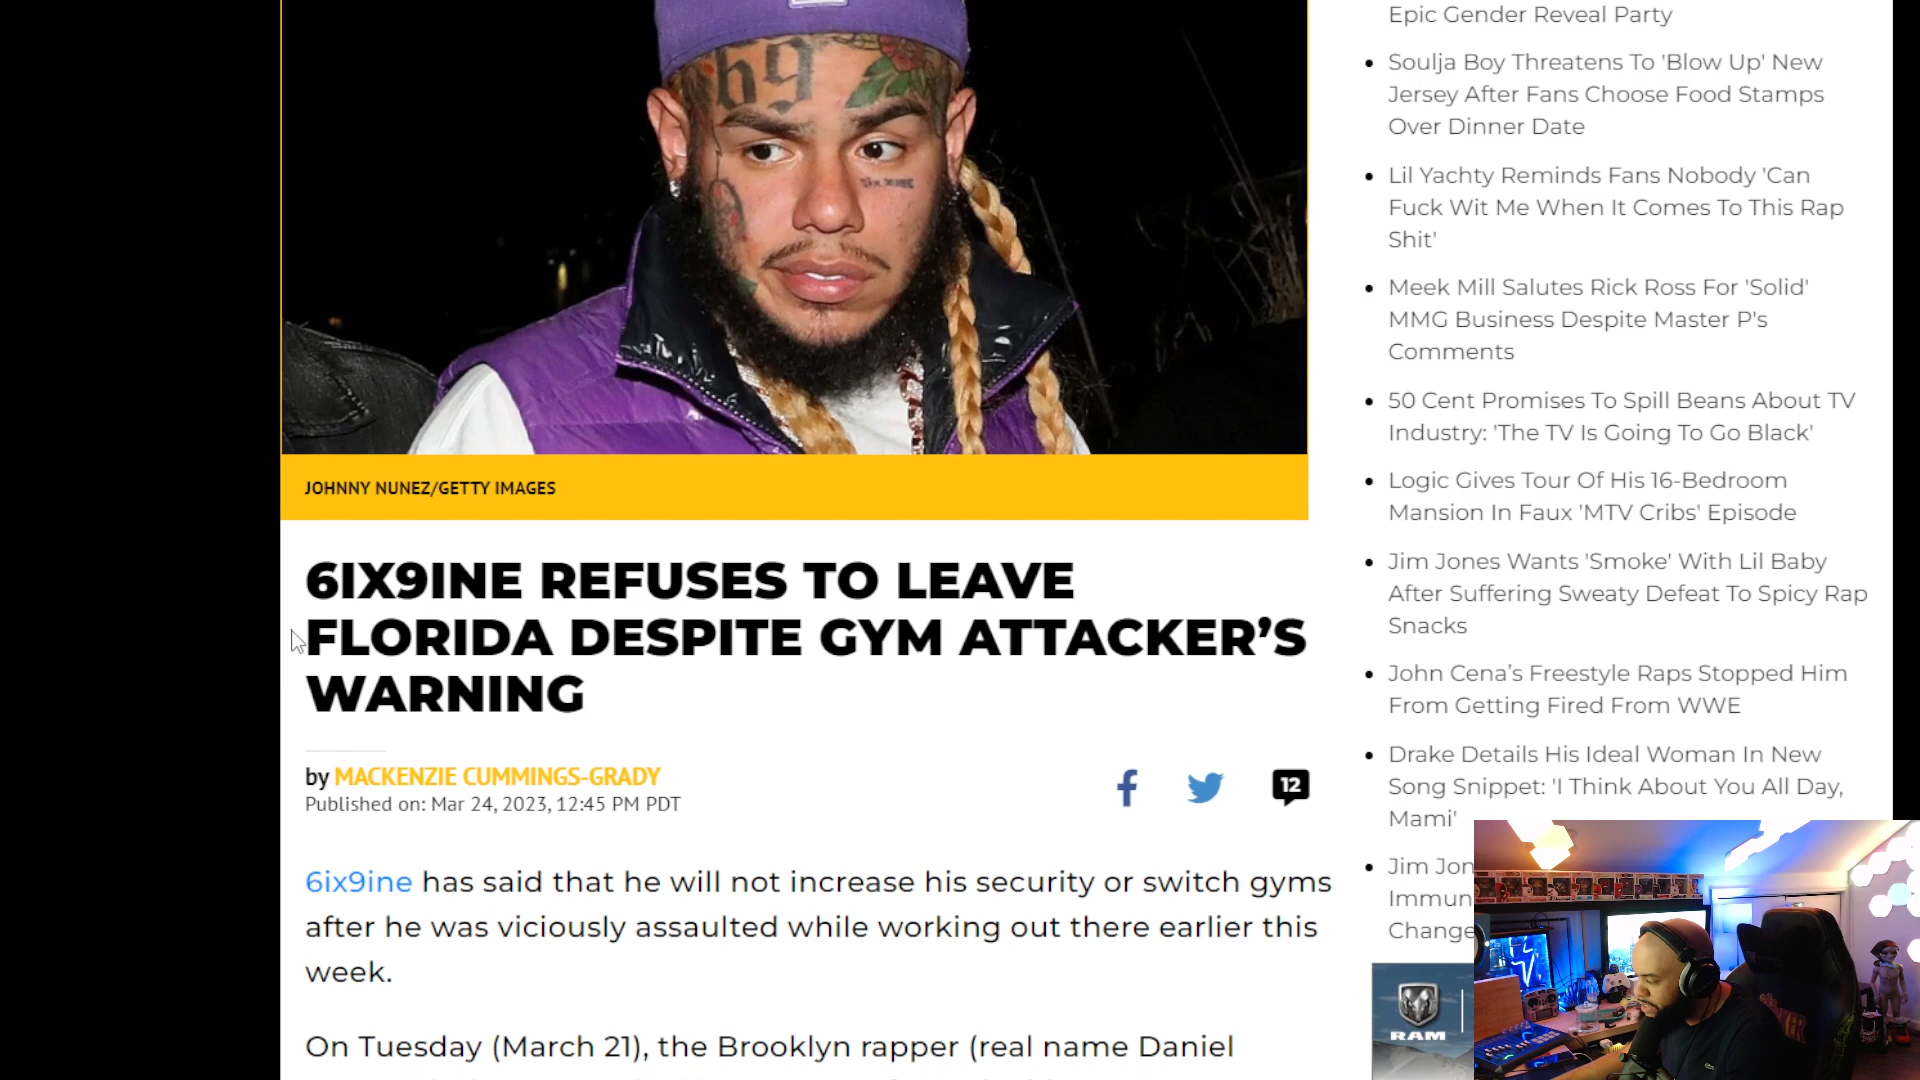 69
JOHNNY NUNEZ/GETTY IMAGES
6IX9INE REFUSES TO LEAVE
FLORIDA DESPITE GYM ATTACKER’S
WARNING
by MACKENZIE CUMMINGS-GRADY
Published on: Mar 24, 2023, 12:45 PM PDT
12
6ix9ine has said that he will not increase his security or switch gyms
after he was viciously assaulted while working out there earlier this
week.
On Tuesday (March 21), the Brooklyn rapper (real name Daniel
Epic Gender Reveal Party
Soulja Boy Threatens To 'Blow Up' New
Jersey After Fans Choose Food Stamps
Over Dinner Date
Lil Yachty Reminds Fans Nobody 'Can
Fuck Wit Me When It Comes To This Rap
Shit'
Meek Mill Salutes Rick Ross For 'Solid'
MMG Business Despite Master P's
Comments
50 Cent Promises To Spill Beans About TV
Industry: 'The TV Is Going To Go Black'
Logic Gives Tour Of His 16-Bedroom
Mansion In Faux 'MTV Cribs' Episode
Jim Jones Wants 'Smoke' With Lil Baby
After Suffering Sweaty Defeat To Spicy Rap
Snacks
John Cena’s Freestyle Raps Stopped Him
From Getting Fired From WWE
Drake Details His Ideal Woman In New
Song Snippet: 'I Think About You All Day,
Mami'
Jim Jon
Immun
Change
RAM